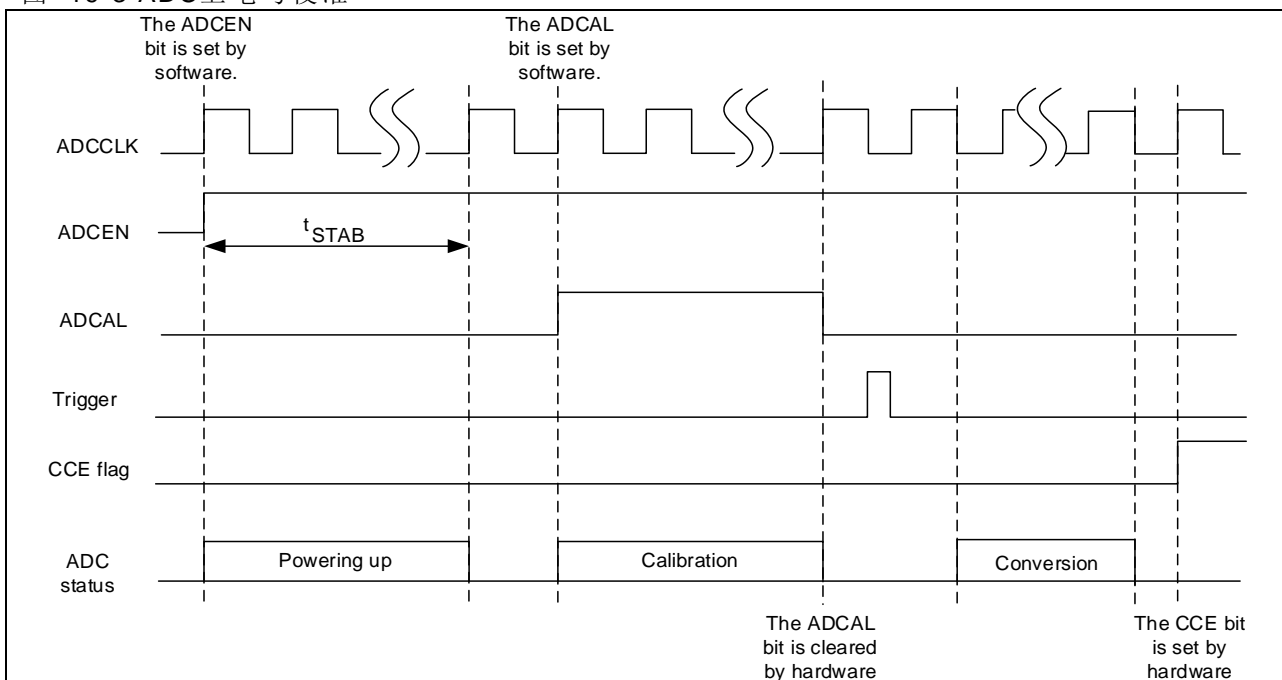 The ADCEN
bit is set by
software.
The ADCAL
bit is set by
software.
ADCCLK
ADCEN
tSTAB
ADCAL
Trigger
CCE flag
ADC
status
Powering up
Calibration
Conversion
The ADCAL
bit is cleared
by hardware
The CCE bit
is set by
hardware